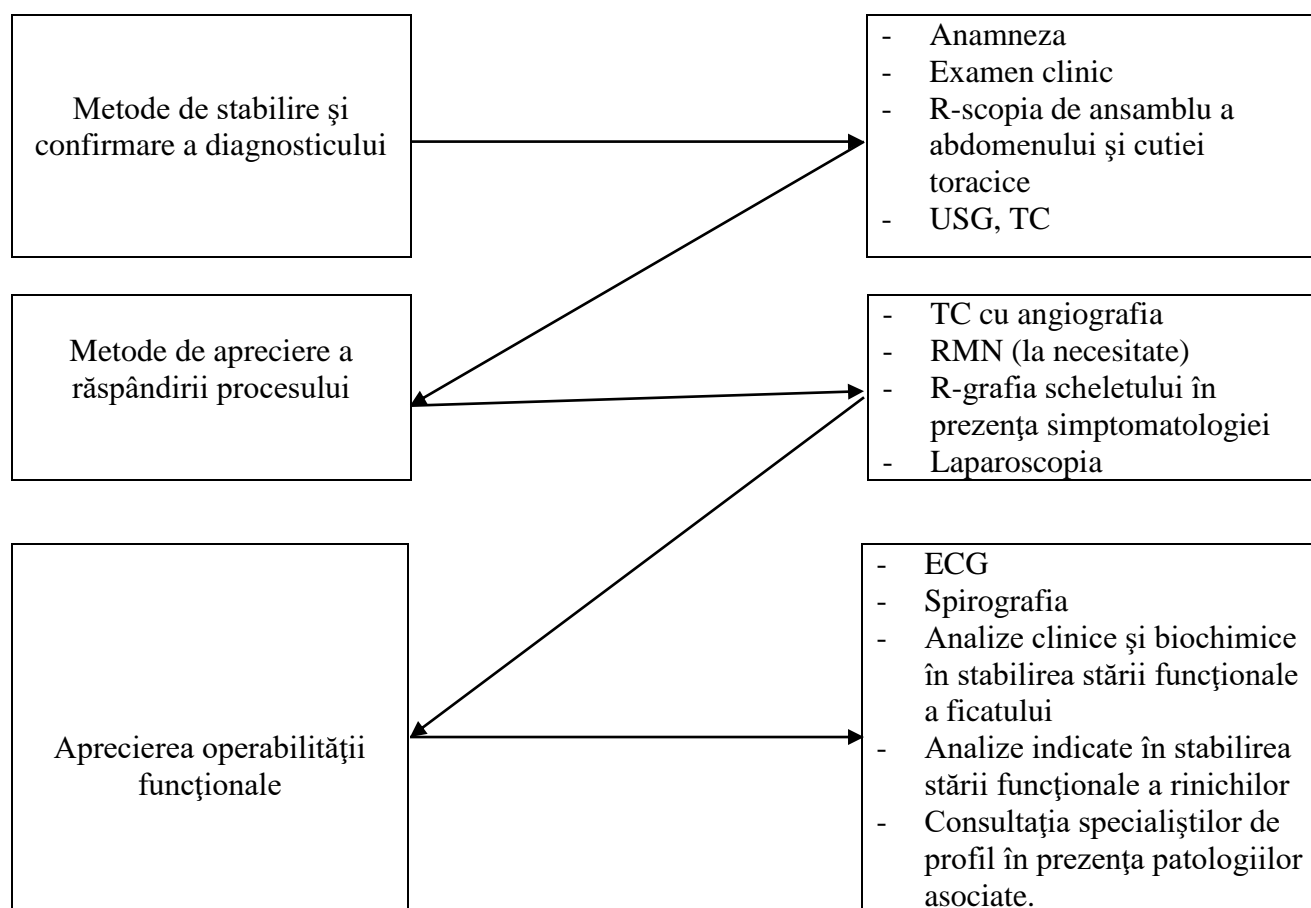 Metode de stabilire şi
confirmare a diagnosticului
- Anamneza
- Examen clinic
- R-scopia de ansamblu a
abdomenului şi cutiei
toracice
- USG, TC
Metode de apreciere a
răspândirii procesului
- TC cu angiografia
- RMN (la necesitate)
- R-grafia scheletului în
prezenţa simptomatologiei
- Laparoscopia
Aprecierea operabilităţii
funcţionale
- ECG
- Spirografia
- Analize clinice şi biochimice
în stabilirea stării funcţionale
a ficatului
- Analize indicate în stabilirea
stării funcţionale a rinichilor
- Consultaţia specialiştilor de
profil în prezenţa patologiilor
asociate.